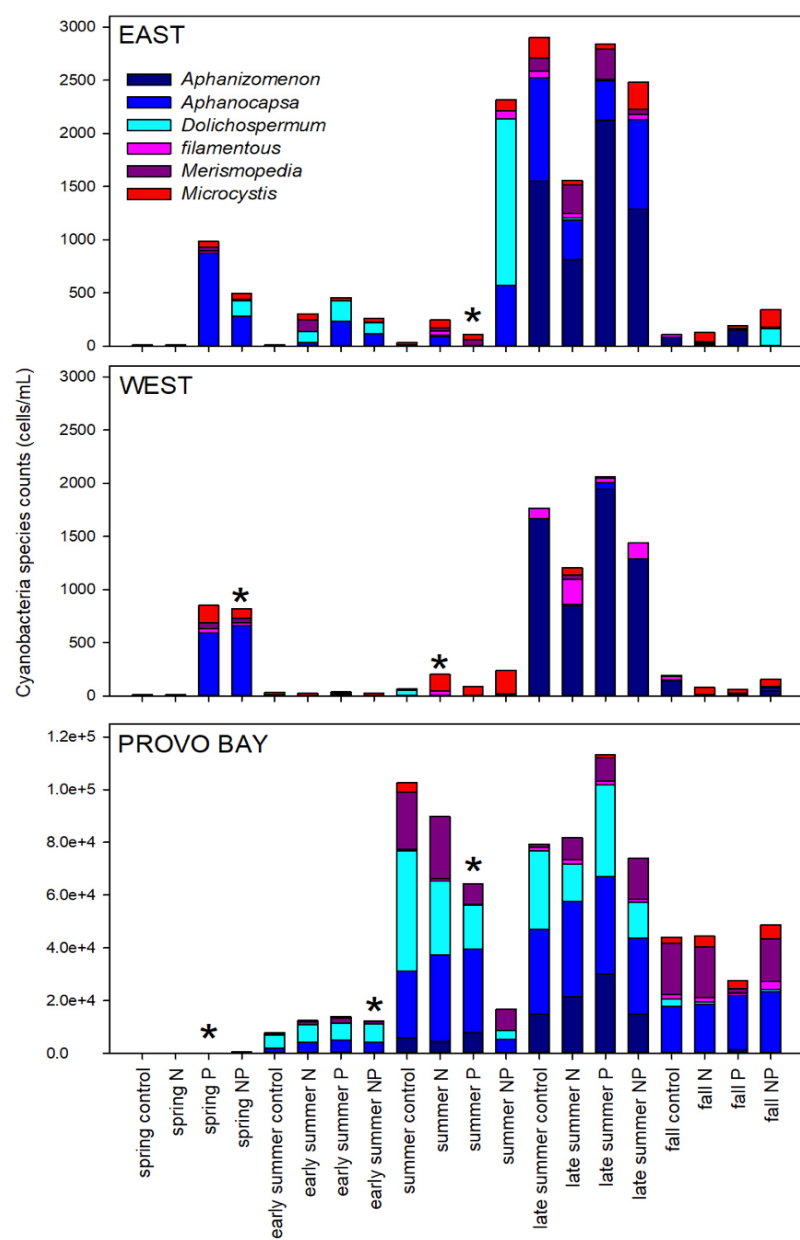 EAST
Aphanizomenon
Aphanocapsa
Dolichospermum
filamentous
Merismopedia
Microcystis
3000
2500
2000
1500
1000
500
0
*
Cyanobacteria species counts (cells/mL)
WEST
3000
2500
2000
1500
1000
500
0
*
*
PROVO BAY
1.2e+5
1.0e+5
8.0e+4
6.0e+4
4.0e+4
2.0e+4
0.0
*
*
*
spring control
spring N
spring P
spring NP
early summer control
early summer N
early summer P
early summer NP
summer control
summer N
summer P
summer NP
late summer control
late summer N
late summer P
late summer NP
fall control
fall N
fall P
fall NP